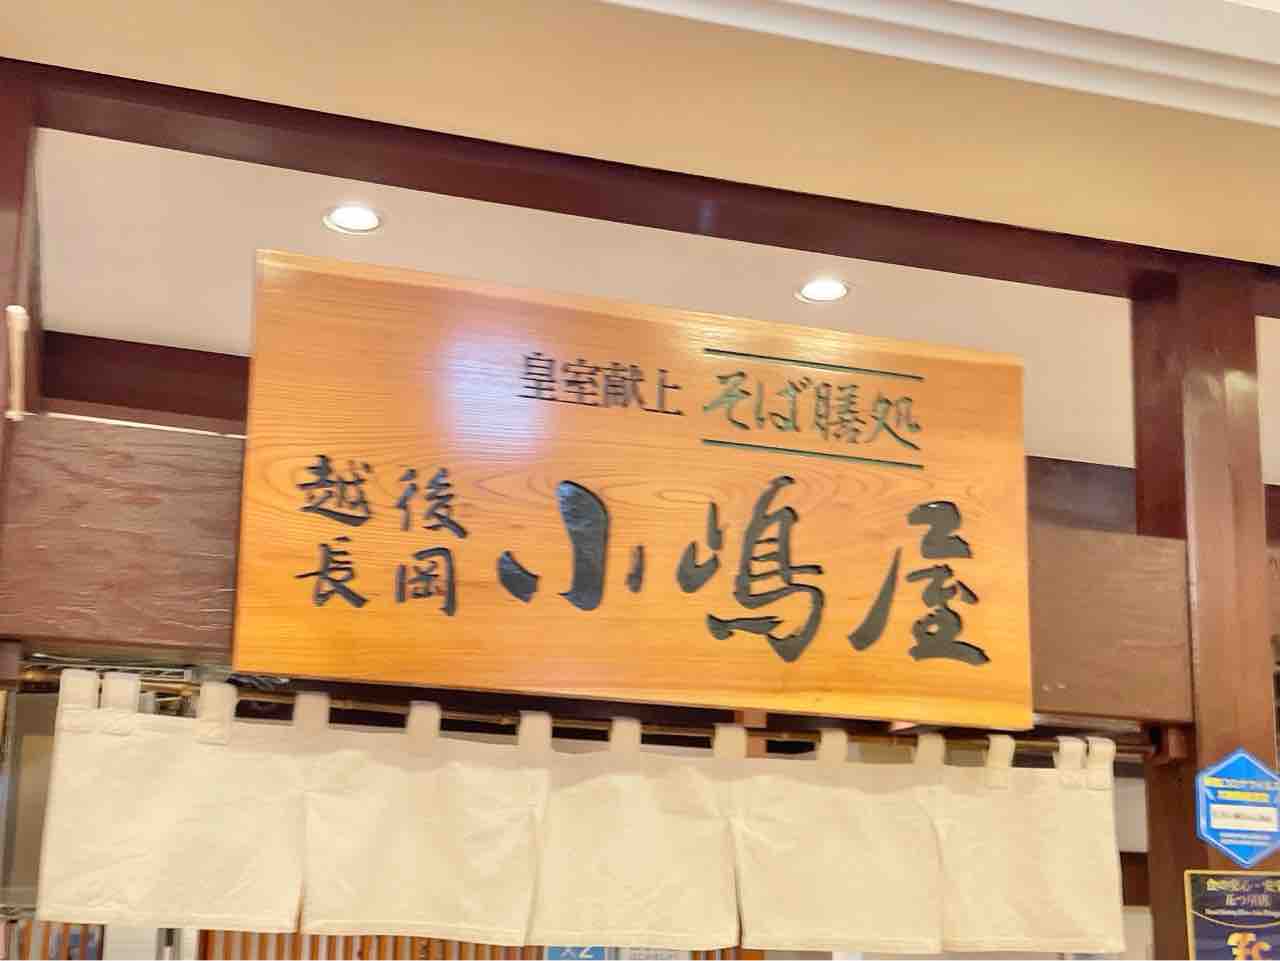 皇室献上 そば膳処
越後
長岡
小嶋屋